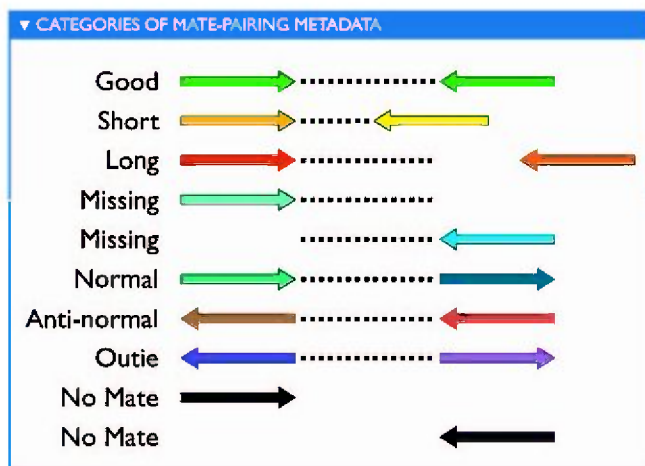 ▼ CATEGORIES OF MATE-PAIRING METADATA
Good
Short
Long
Missing
Missing
Normal
Anti-normal
Outie
No Mate
No Mate